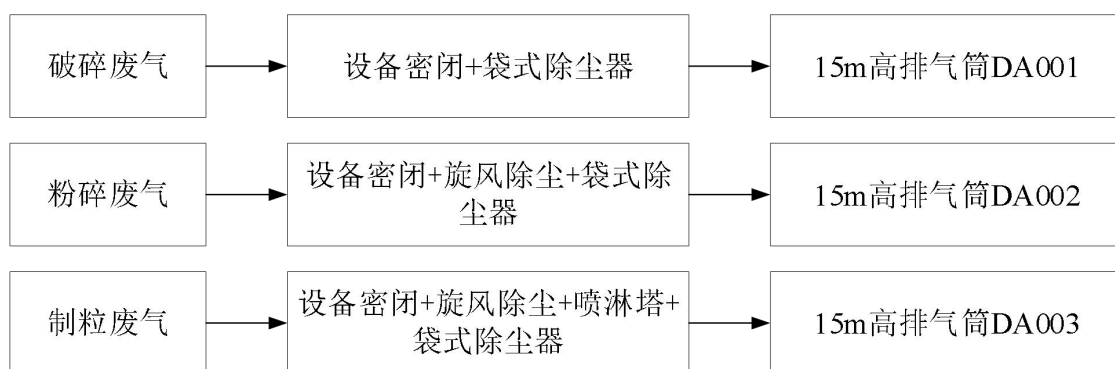 破碎废气
设备密闭+袋式除尘器
15m高排气筒DA001
粉碎废气
设备密闭+旋风除尘+袋式除
尘器
15m高排气筒DA002
制粒废气
设备密闭+旋风除尘+喷淋塔+
袋式除尘器
15m高排气筒DA003